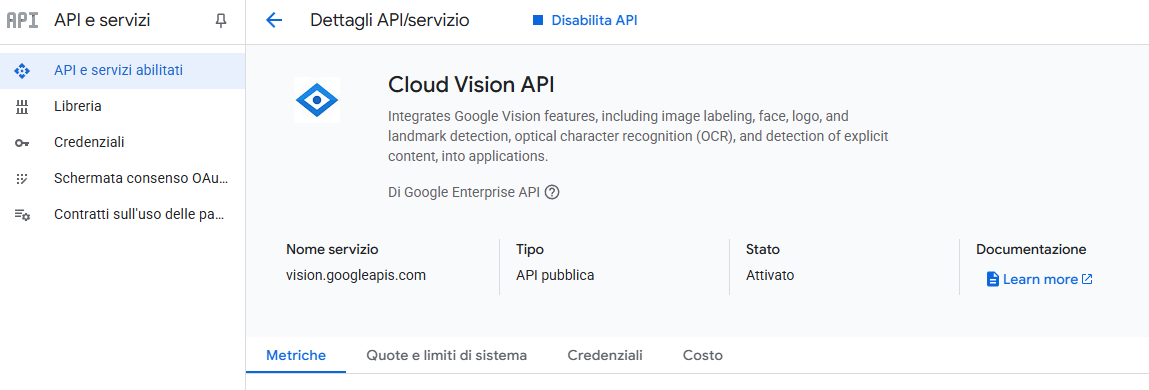 API API e servizi
Dettagli API/servizio
Disabilita API
API e servizi abilitati
Libreria
Credenziali
Schermata consenso OAu...
Contratti sull'uso delle pa...
Cloud Vision API
Integrates Google Vision features, including image labeling, face, logo, and
landmark detection, optical character recognition (OCR), and detection of explicit
content, into applications.
Di Google Enterprise API
Nome servizio
vision.googleapis.com
Tipo
API pubblica
Stato
Attivato
Documentazione
Learn more
Metriche Quote e limiti di sistema Credenziali Costo